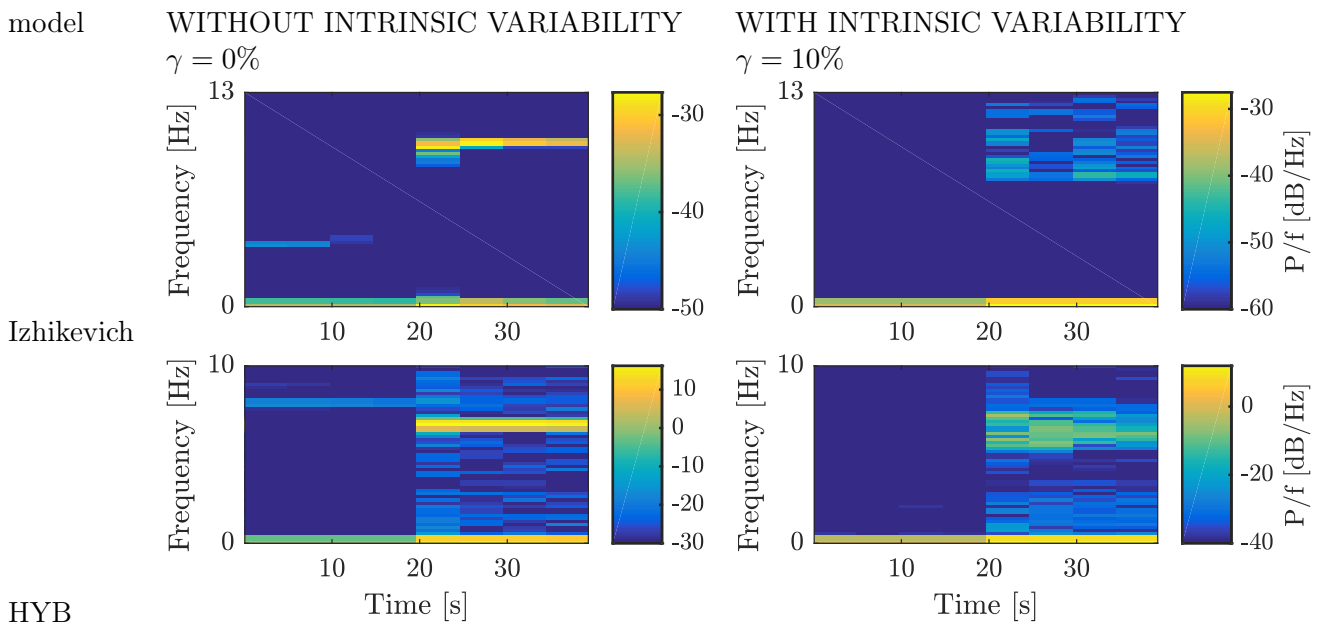 model WITHOUT INTRINSIC VARIABILITY WITH INTRINSIC VARIABILITY
γ = 0% γ = 10%
13 13
Frequency [Hz] Frequency [Hz]
0 0
10 20 30 10 20 30
-30 -40 -50
-30 -40 -50 -60
P/f [dB/Hz]
Izhikevich
10 10
Frequency [Hz] Frequency [Hz]
0 0
10 20 30 10 20 30
Time [s] Time [s]
10 0 -10 -20 -30
0 -20 -40
P/f [dB/Hz]
HYB